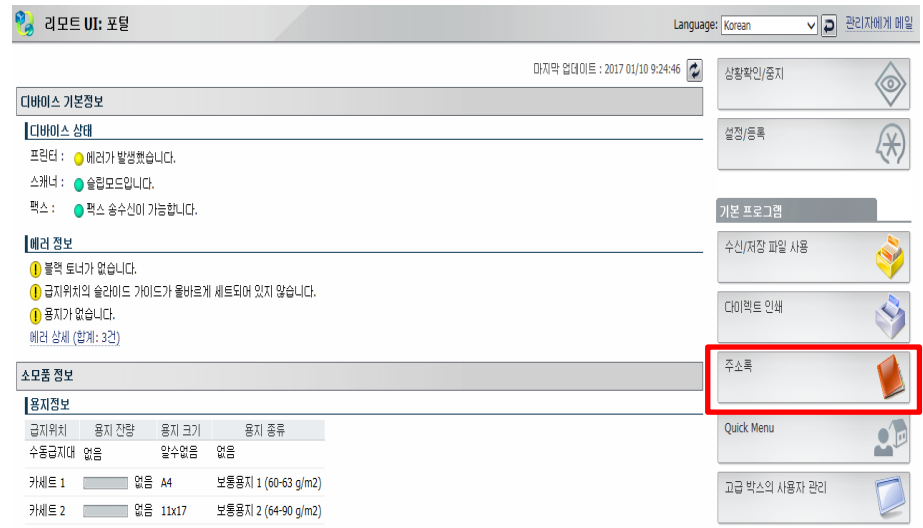 리모트 UI: 포털
Language: Korean 관리자에게 메일
마지막 업데이트 : 2017 01/10 9:24:46
디바이스 기본정보
디바이스 상태
프린터 : 에러가 발생했습니다.
스캐너 : 슬립모드입니다.
팩스 : 팩스 송수신이 가능합니다.
에러 정보
블랙 토너가 없습니다.
급지위치의 슬라이드 가이드가 올바르게 세트되어 있지 않습니다.
용지가 없습니다.
에러 상세 (합계: 3건)
소모품 정보
용지정보
급지위치 용지 잔량 용지 크기 용지 종류
수동급지대 없음 알수없음 없음
카세트 1 없음 A4 보통용지 1 (60-63 g/m2)
카세트 2 없음 11x17 보통용지 2 (64-90 g/m2)
상황확인/중지
설정/등록
기본 프로그램
수신/저장 파일 사용
다이렉트 인쇄
주소록
Quick Menu
고급 박스의 사용자 관리